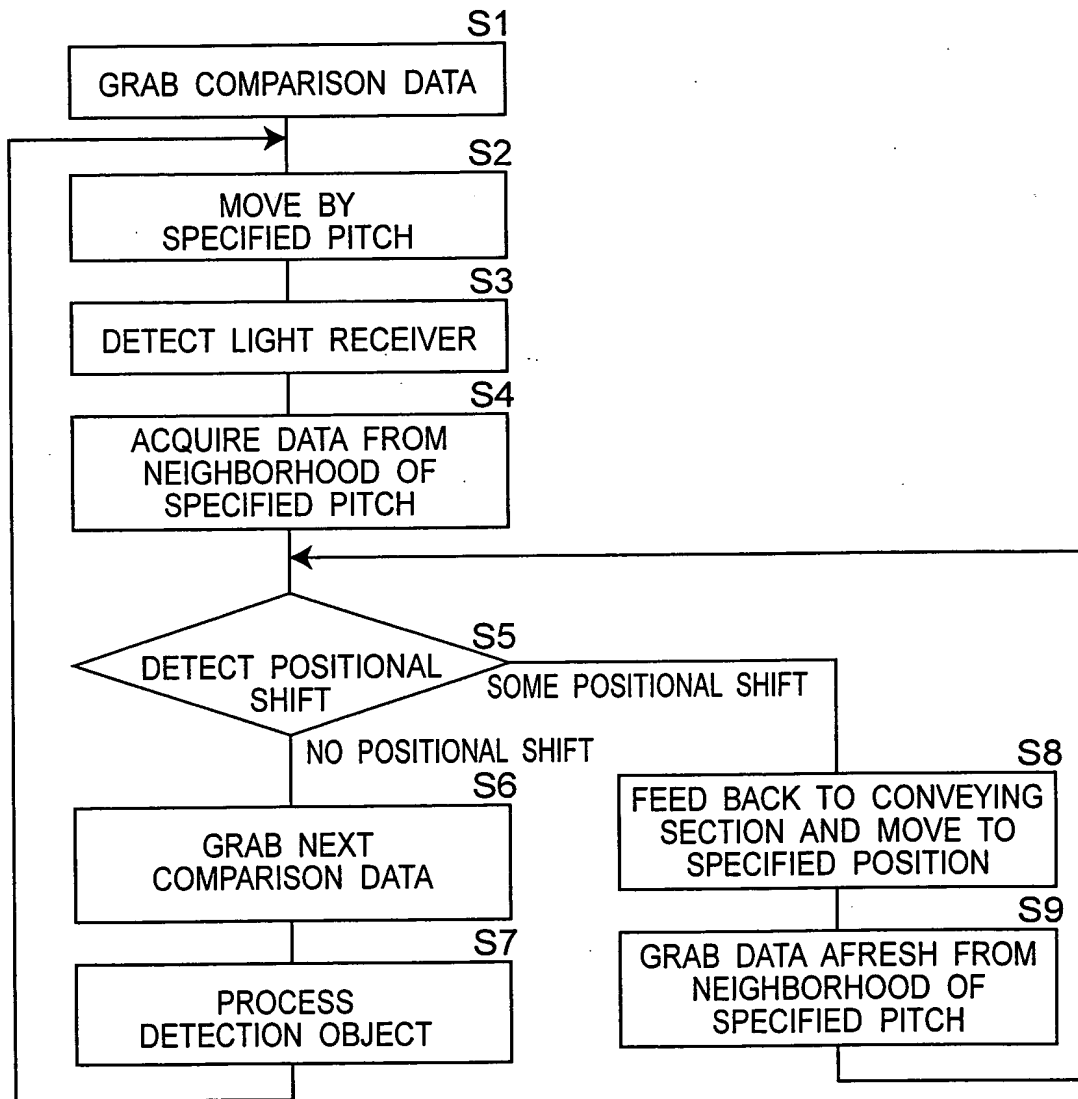 S1
GRAB COMPARISON DATA
S2
MOVE BY
SPECIFIED PITCH
S3
DETECT LIGHT RECEIVER
S4
ACQUIRE DATA FROM
NEIGHBORHOOD OF
SPECIFIED PITCH
S5
DETECT POSITIONAL
SHIFT
SOME POSITIONAL SHIFT
NO POSITIONAL SHIFT
S6
GRAB NEXT
COMPARISON DATA
S7
PROCESS
DETECTION OBJECT
S8
FEED BACK TO CONVEYING
SECTION AND MOVE TO
SPECIFIED POSITION
S9
GRAB DATA AFRESH FROM
NEIGHBORHOOD OF
SPECIFIED PITCH